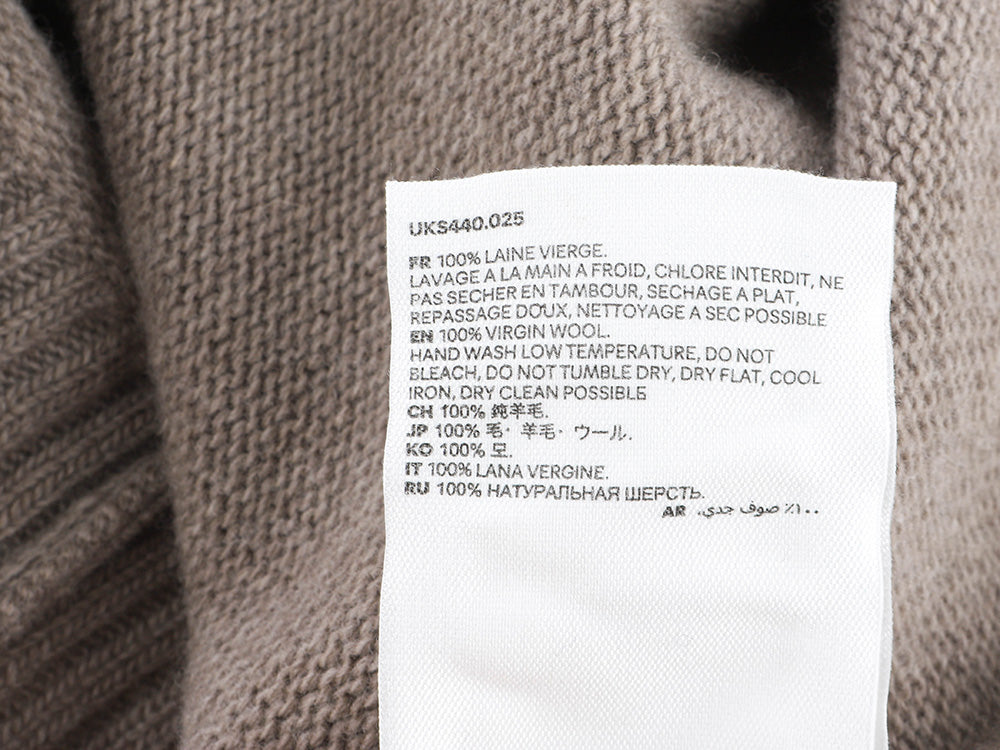 UKS440.025
FR 100% LAINE VIERGE.
LAVAGE A LA MAIN A FROID, CHLORE INTERDIT, NE
PAS SECHER EN TAMBOUR, SECHAGE A PLAT,
REPASSAGE DOUX, NETTOYAGE A SEC POSSIBLE
EN 100% VIRGIN WOOL.
HAND WASH LOW TEMPERATURE, DO NOT
BLEACH, DO NOT TUMBLE DRY, DRY FLAT, COOL
IRON, DRY CLEAN POSSIBLE
CH 100% 純羊毛.
JP 100% 毛・羊毛・ウール.
KO 100% 모.
IT 100% LANA VERGINE.
RU 100% НАТУРАЛЬНАЯ ШЕРСТЬ.
AR ١٠٠٪ صوف جدي.